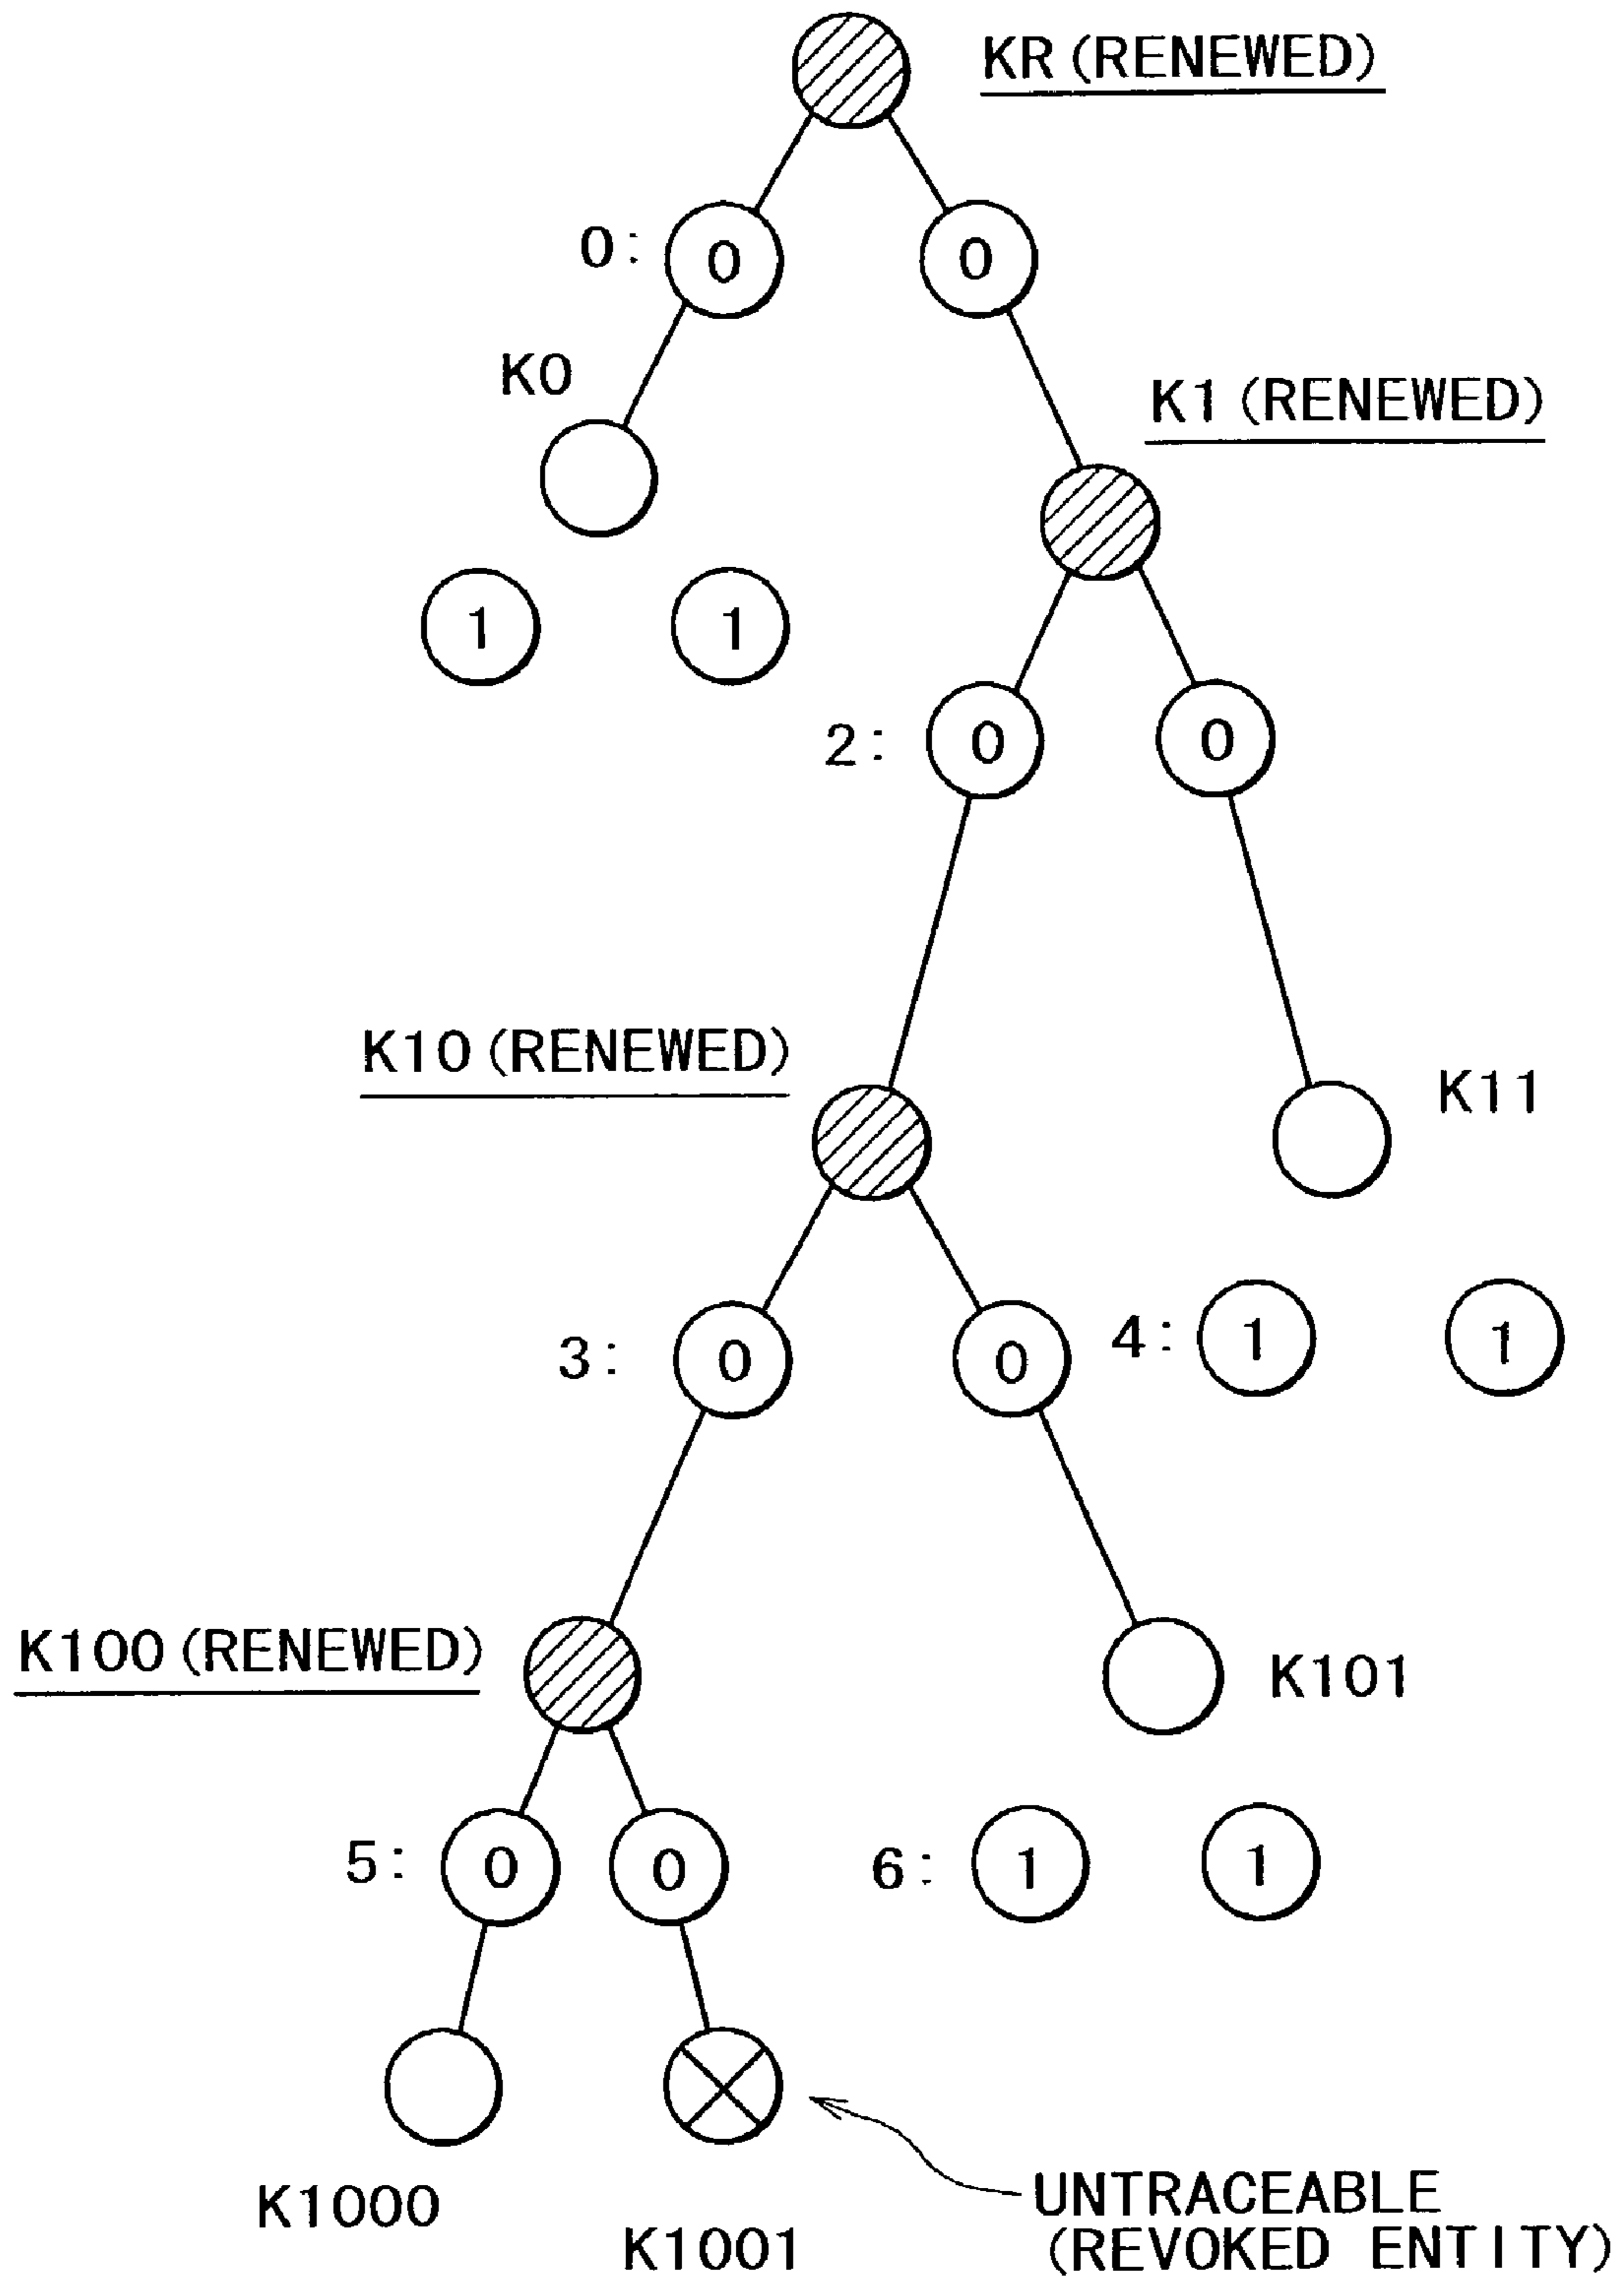 KR (RENEWED)
0: 0 0
K0
K1 (RENEWED)
1 1
2: 0 0
K10 (RENEWED)
K11
3: 0 0
4: 1 1
K100 (RENEWED)
K101
5: 0 0
6: 1 1
K1000
K1001
UNTRACEABLE
(REVOKED ENTITY)